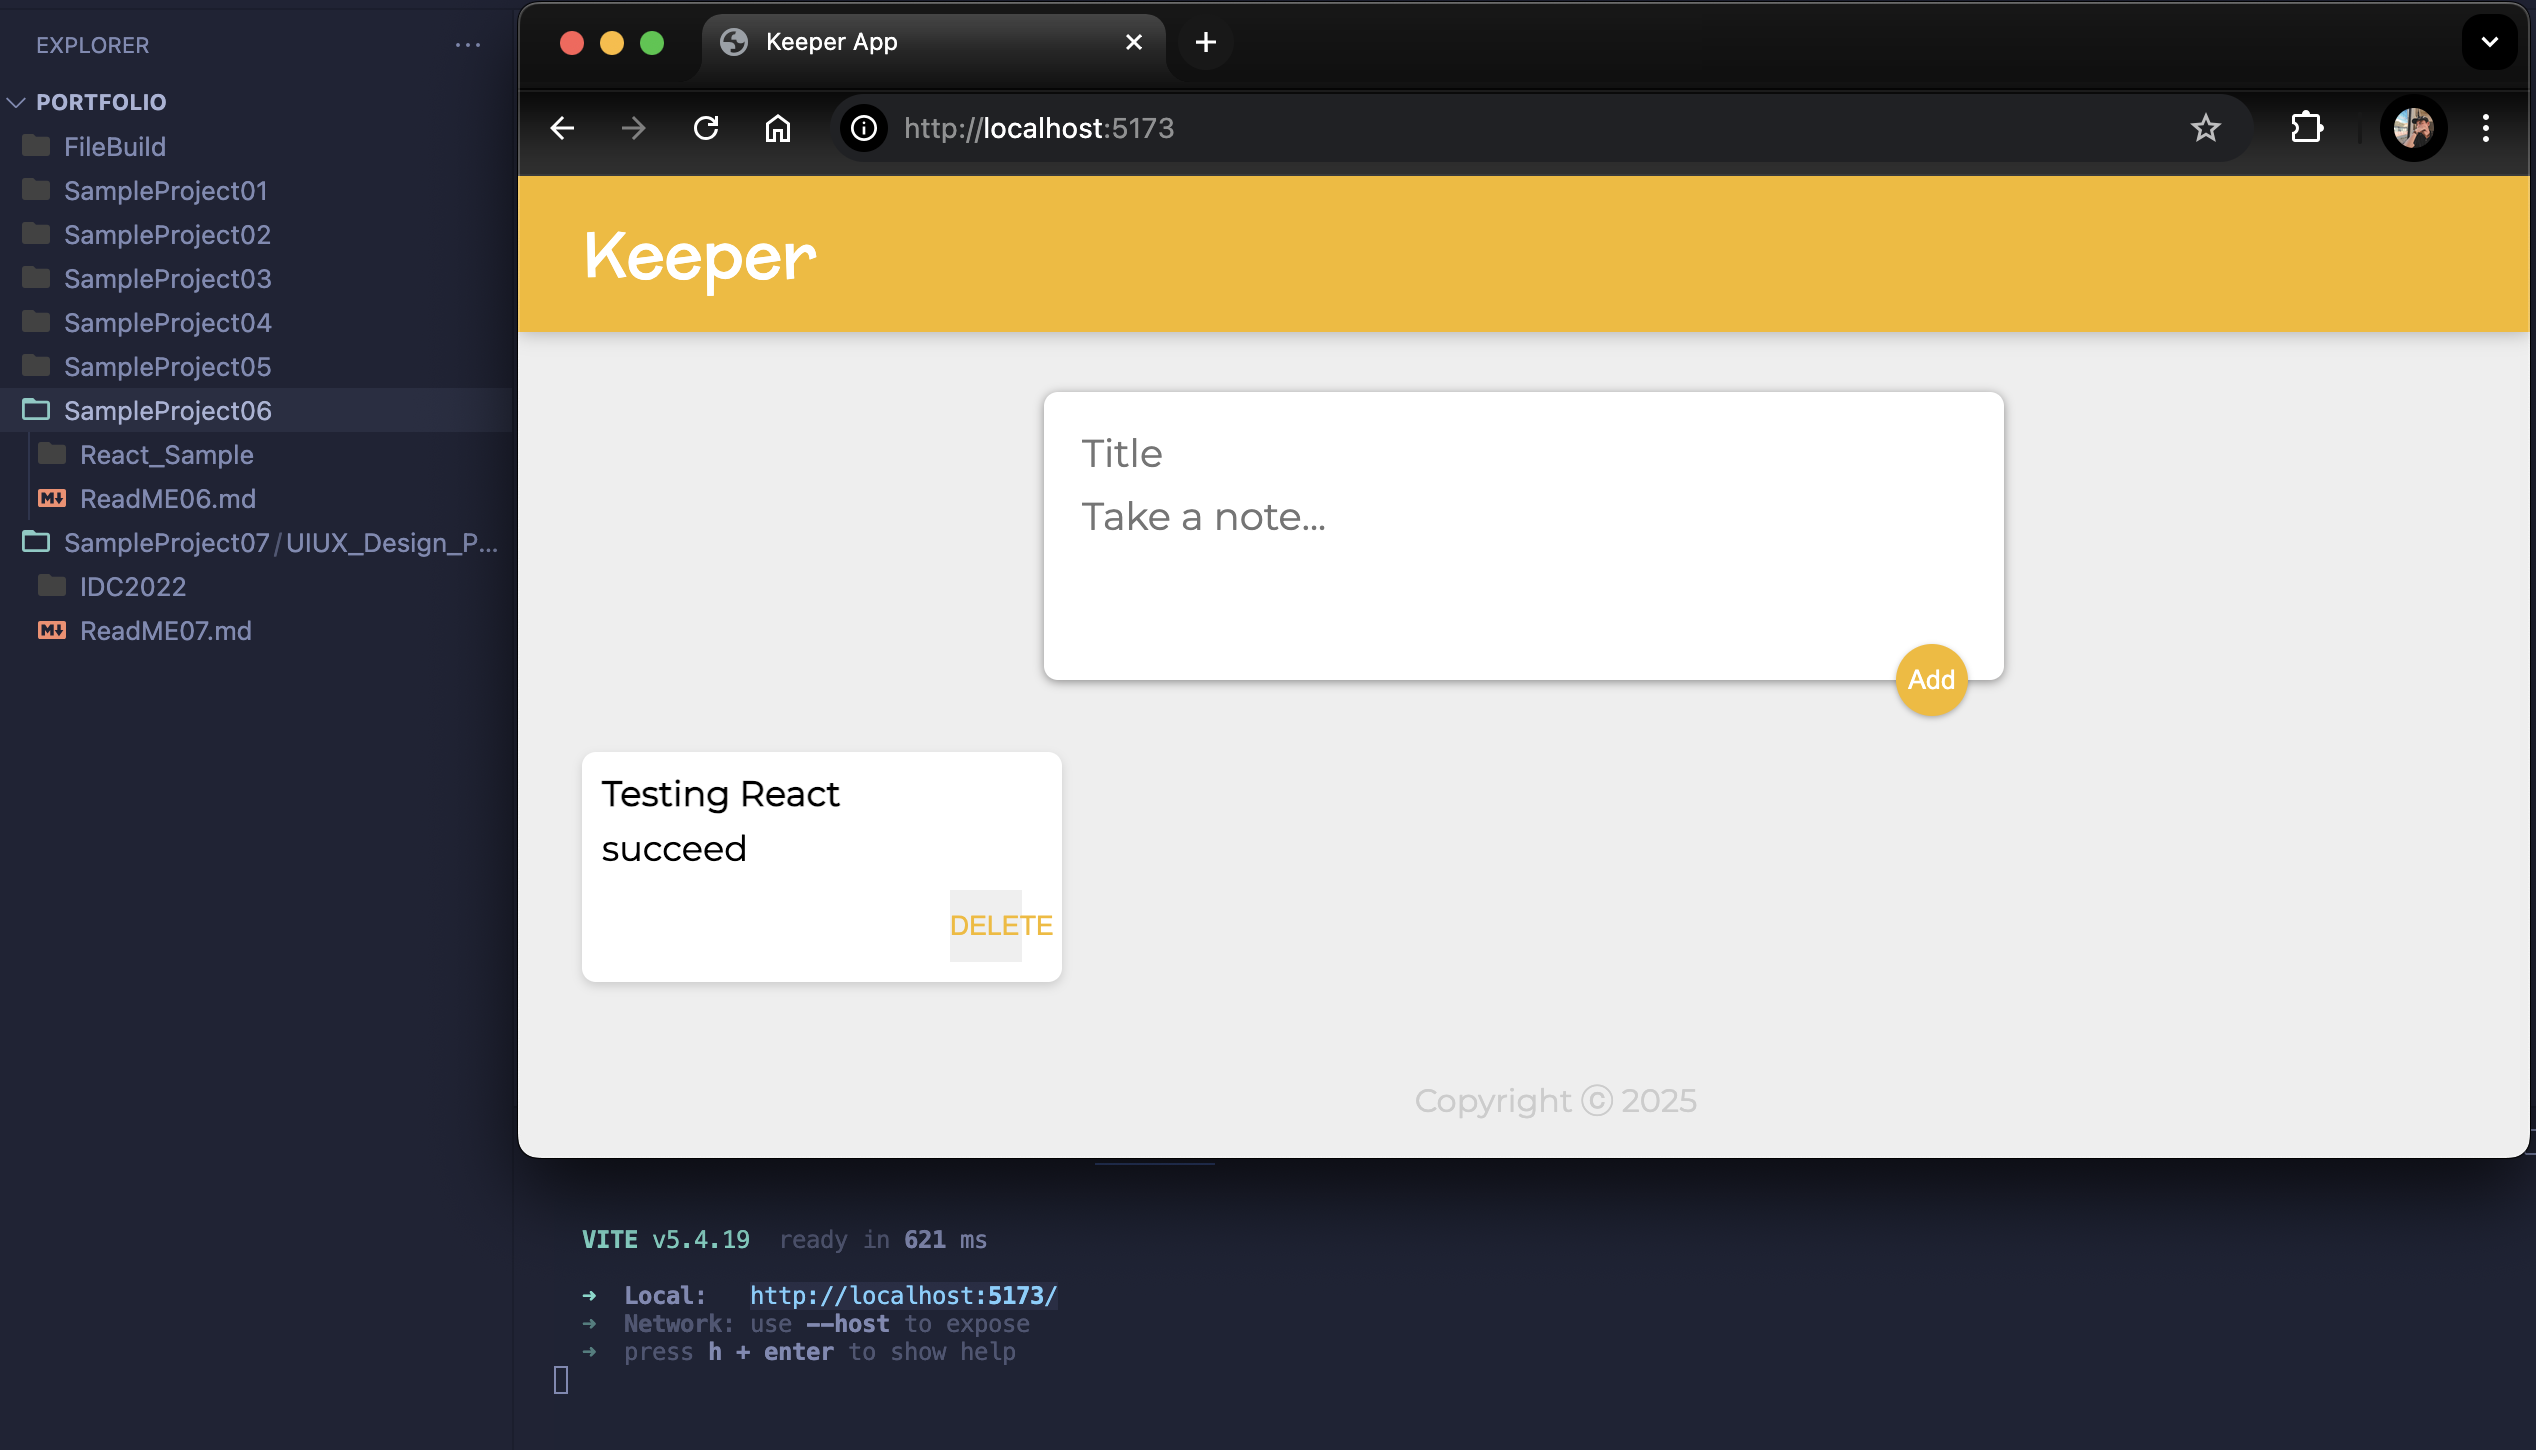 EXPLORER
PORTFOLIO
FileBuild
SampleProject01
SampleProject02
SampleProject03
SampleProject04
SampleProject05
SampleProject06
React_Sample
ReadME06.md
SampleProject07/UIUX_Design_P...
IDC2022
ReadME07.md
Keeper App
http://localhost:5173
Keeper
Title
Take a note...
Add
Testing React
succeed
DELETE
Copyright ⓒ 2025
VITE v5.4.19 ready in 621 ms
➜ Local: http://localhost:5173/
➜ Network: use --host to expose
➜ press h + enter to show help